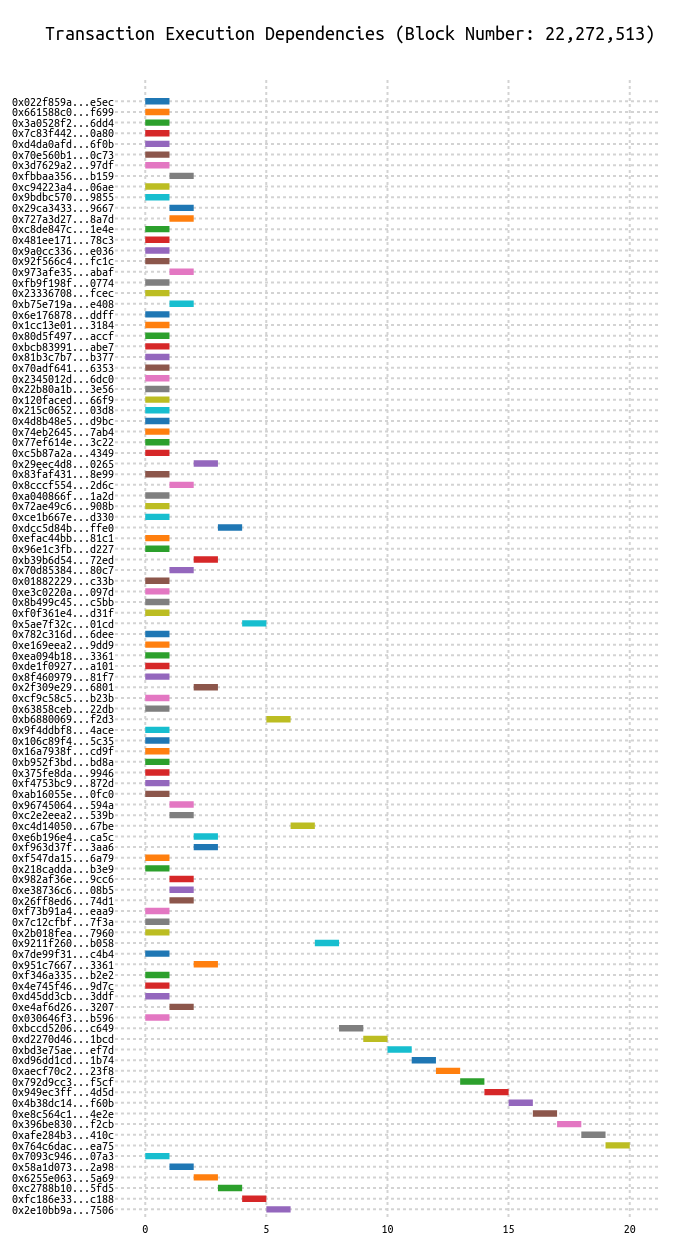 Transaction Execution Dependencies (Block Number: 22,272,513)
0x022f859a...e5ec
0x661588c0...f699
0x3a0528f2...6dd4
0x7c83f442...0a80
0xd4da0afd...6f0b
0x70e560b1...0c73
0x3d7629a2...97df
0xfbbaa356...b159
0xc94223a4...06ae
0x9bdbc570...9855
0x29ca3433...9667
0x727a3d27...8a7d
0xc8de847c...1e4e
0x481ee171...78c3
0x9a0cc336...e036
0x92f566c4...fc1c
0x973afe35...abaf
0xfb9f198f...0774
0x23336708...fcec
0xb75e719a...e408
0x6e176878...ddff
0x1cc13e01...3184
0x80d5f497...accf
0xbcb83991...abe7
0x81b3c7b7...b377
0x70adf641...6353
0x2345012d...6dc0
0x22b80a1b...3e56
0x120faced...66f9
0x215c0652...03d8
0x4d8b48e5...d9bc
0x74eb2645...7ab4
0x77ef614e...3c22
0xc5b87a2a...4349
0x29eec4d8...0265
0x83faf431...8e99
0x8cccf554...2d6c
0xa040866f...1a2d
0x72ae49c6...908b
0xce1b667e...d330
0xdcc5d84b...ffe0
0xefac44bb...81c1
0x96e1c3fb...d227
0xb39b6d54...72ed
0x70d85384...80c7
0x01882229...c33b
0xe3c0220a...097d
0x8b499c45...c5bb
0xf0f361e4...d31f
0x5ae7f32c...01cd
0x782c316d...6dee
0xe169eea2...9dd9
0xea094b18...3361
0xde1f0927...a101
0x8f460979...81f7
0x2f309e29...6801
0xcf9c58c5...b23b
0x63858ceb...22db
0xb6880069...f2d3
0x9f4ddbf8...4ace
0x106c89f4...5c35
0x16a7938f...cd9f
0xb952f3bd...bd8a
0x375fe8da...9946
0xf4753bc9...872d
0xab16055e...0fc0
0x96745064...594a
0xc2e2eea2...539b
0xc4d14050...67be
0xe6b196e4...ca5c
0xf963d37f...3aa6
0xf547da15...6a79
0x218cadda...b3e9
0x982af36e...9cc6
0xe38736c6...08b5
0x26ff8ed6...74d1
0xf73b91a4...eaa9
0x7c12cfbf...7f3a
0x2b018fea...7960
0x9211f260...b058
0x7de99f31...c4b4
0x951c7667...3361
0xf346a335...b2e2
0x4e745f46...9d7c
0xd45dd3cb...3ddf
0xe4af6d26...3207
0x030646f3...b596
0xbccd5206...c649
0xd2270d46...1bcd
0xbd3e75ae...ef7d
0xd96dd1cd...1b74
0xaecf70c2...23f8
0x792d9cc3...f5cf
0x949ec3ff...4d5d
0x4b38dc14...f60b
0xe8c564c1...4e2e
0x396be830...f2cb
0xafe284b3...410c
0x764c6dac...ea75
0x7093c946...07a3
0x58a1d073...2a98
0x6255e063...5a69
0xc2788b10...5fd5
0xfc186e33...c188
0x2e10bb9a...7506
0 5 10 15 20